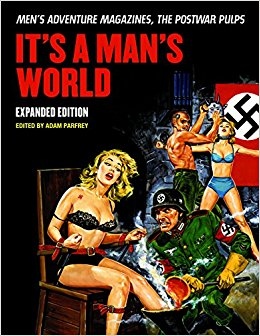 MEN'S ADVENTURE MAGAZINES, THE POSTWAR PULPS
IT'S A MAN'S
WORLD
EXPANDED EDITION
EDITED BY ADAM PARFREY